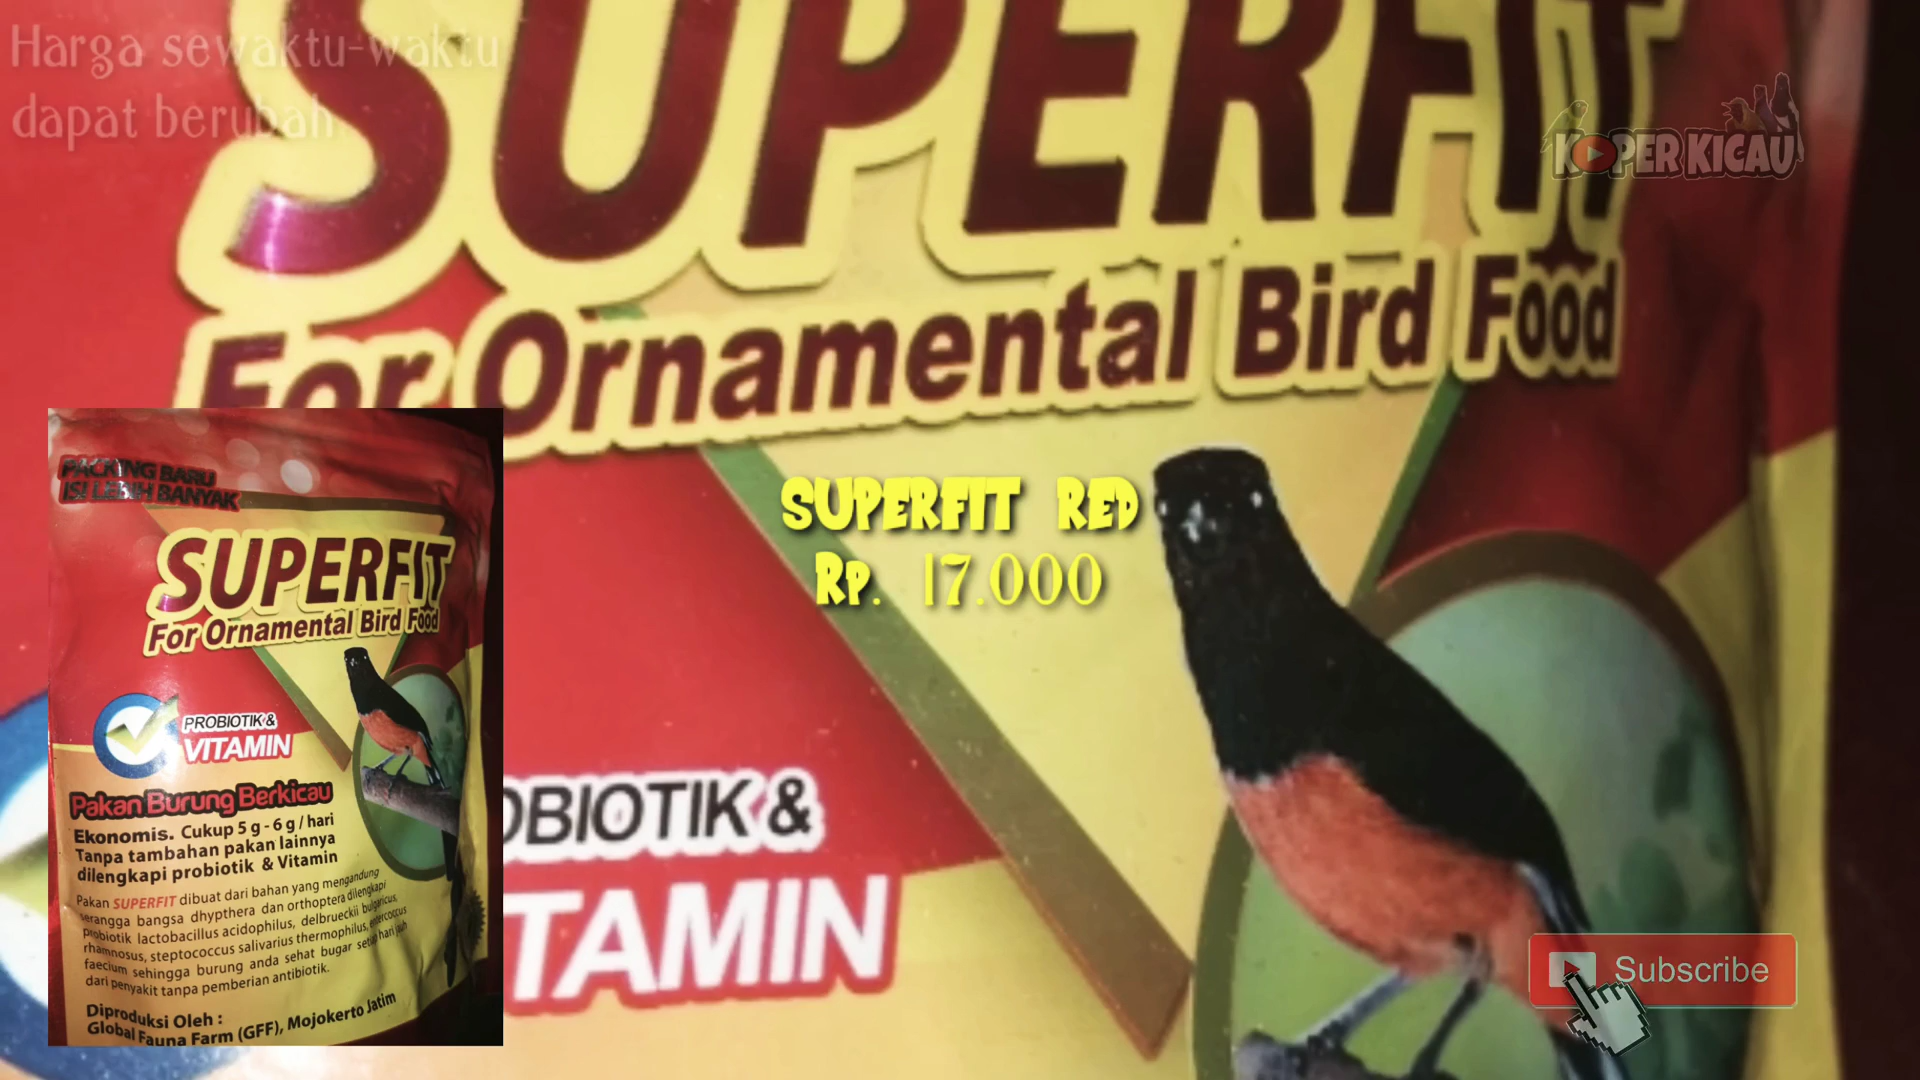 Harga sewaktu-waktu
dapat berubah.
SUPERFIT
For Ornamental Bird Food
KOPER KICAU
SUPERFIT RED
Rp. 17.000
OBIOTIK &
TAMIN
Subscribe
PACKING BARU
ISI LEBIH BANYAK
SUPERFIT
For Ornamental Bird Food
PROBIOTIK &
VITAMIN
Pakan Burung Berkicau
Ekonomis. Cukup 5 g - 6 g / hari
Tanpa tambahan pakan lainnya
dilengkapi probiotik & Vitamin
Pakan SUPERFIT dibuat dari bahan yang mengandung
serangga bangsa dhypthera dan orthoptera dilengkapi
probiotik lactobacillus acidophilus, delbrueckii bulgaricus,
rhamnosus, steptococcus salivarius thermophilus, entercoccus
faecium sehingga burung anda sehat bugar setiap hari jauh
dari penyakit tanpa pemberian antibiotik.
Diproduksi Oleh :
Global Fauna Farm (GFF), Mojokerto Jatim